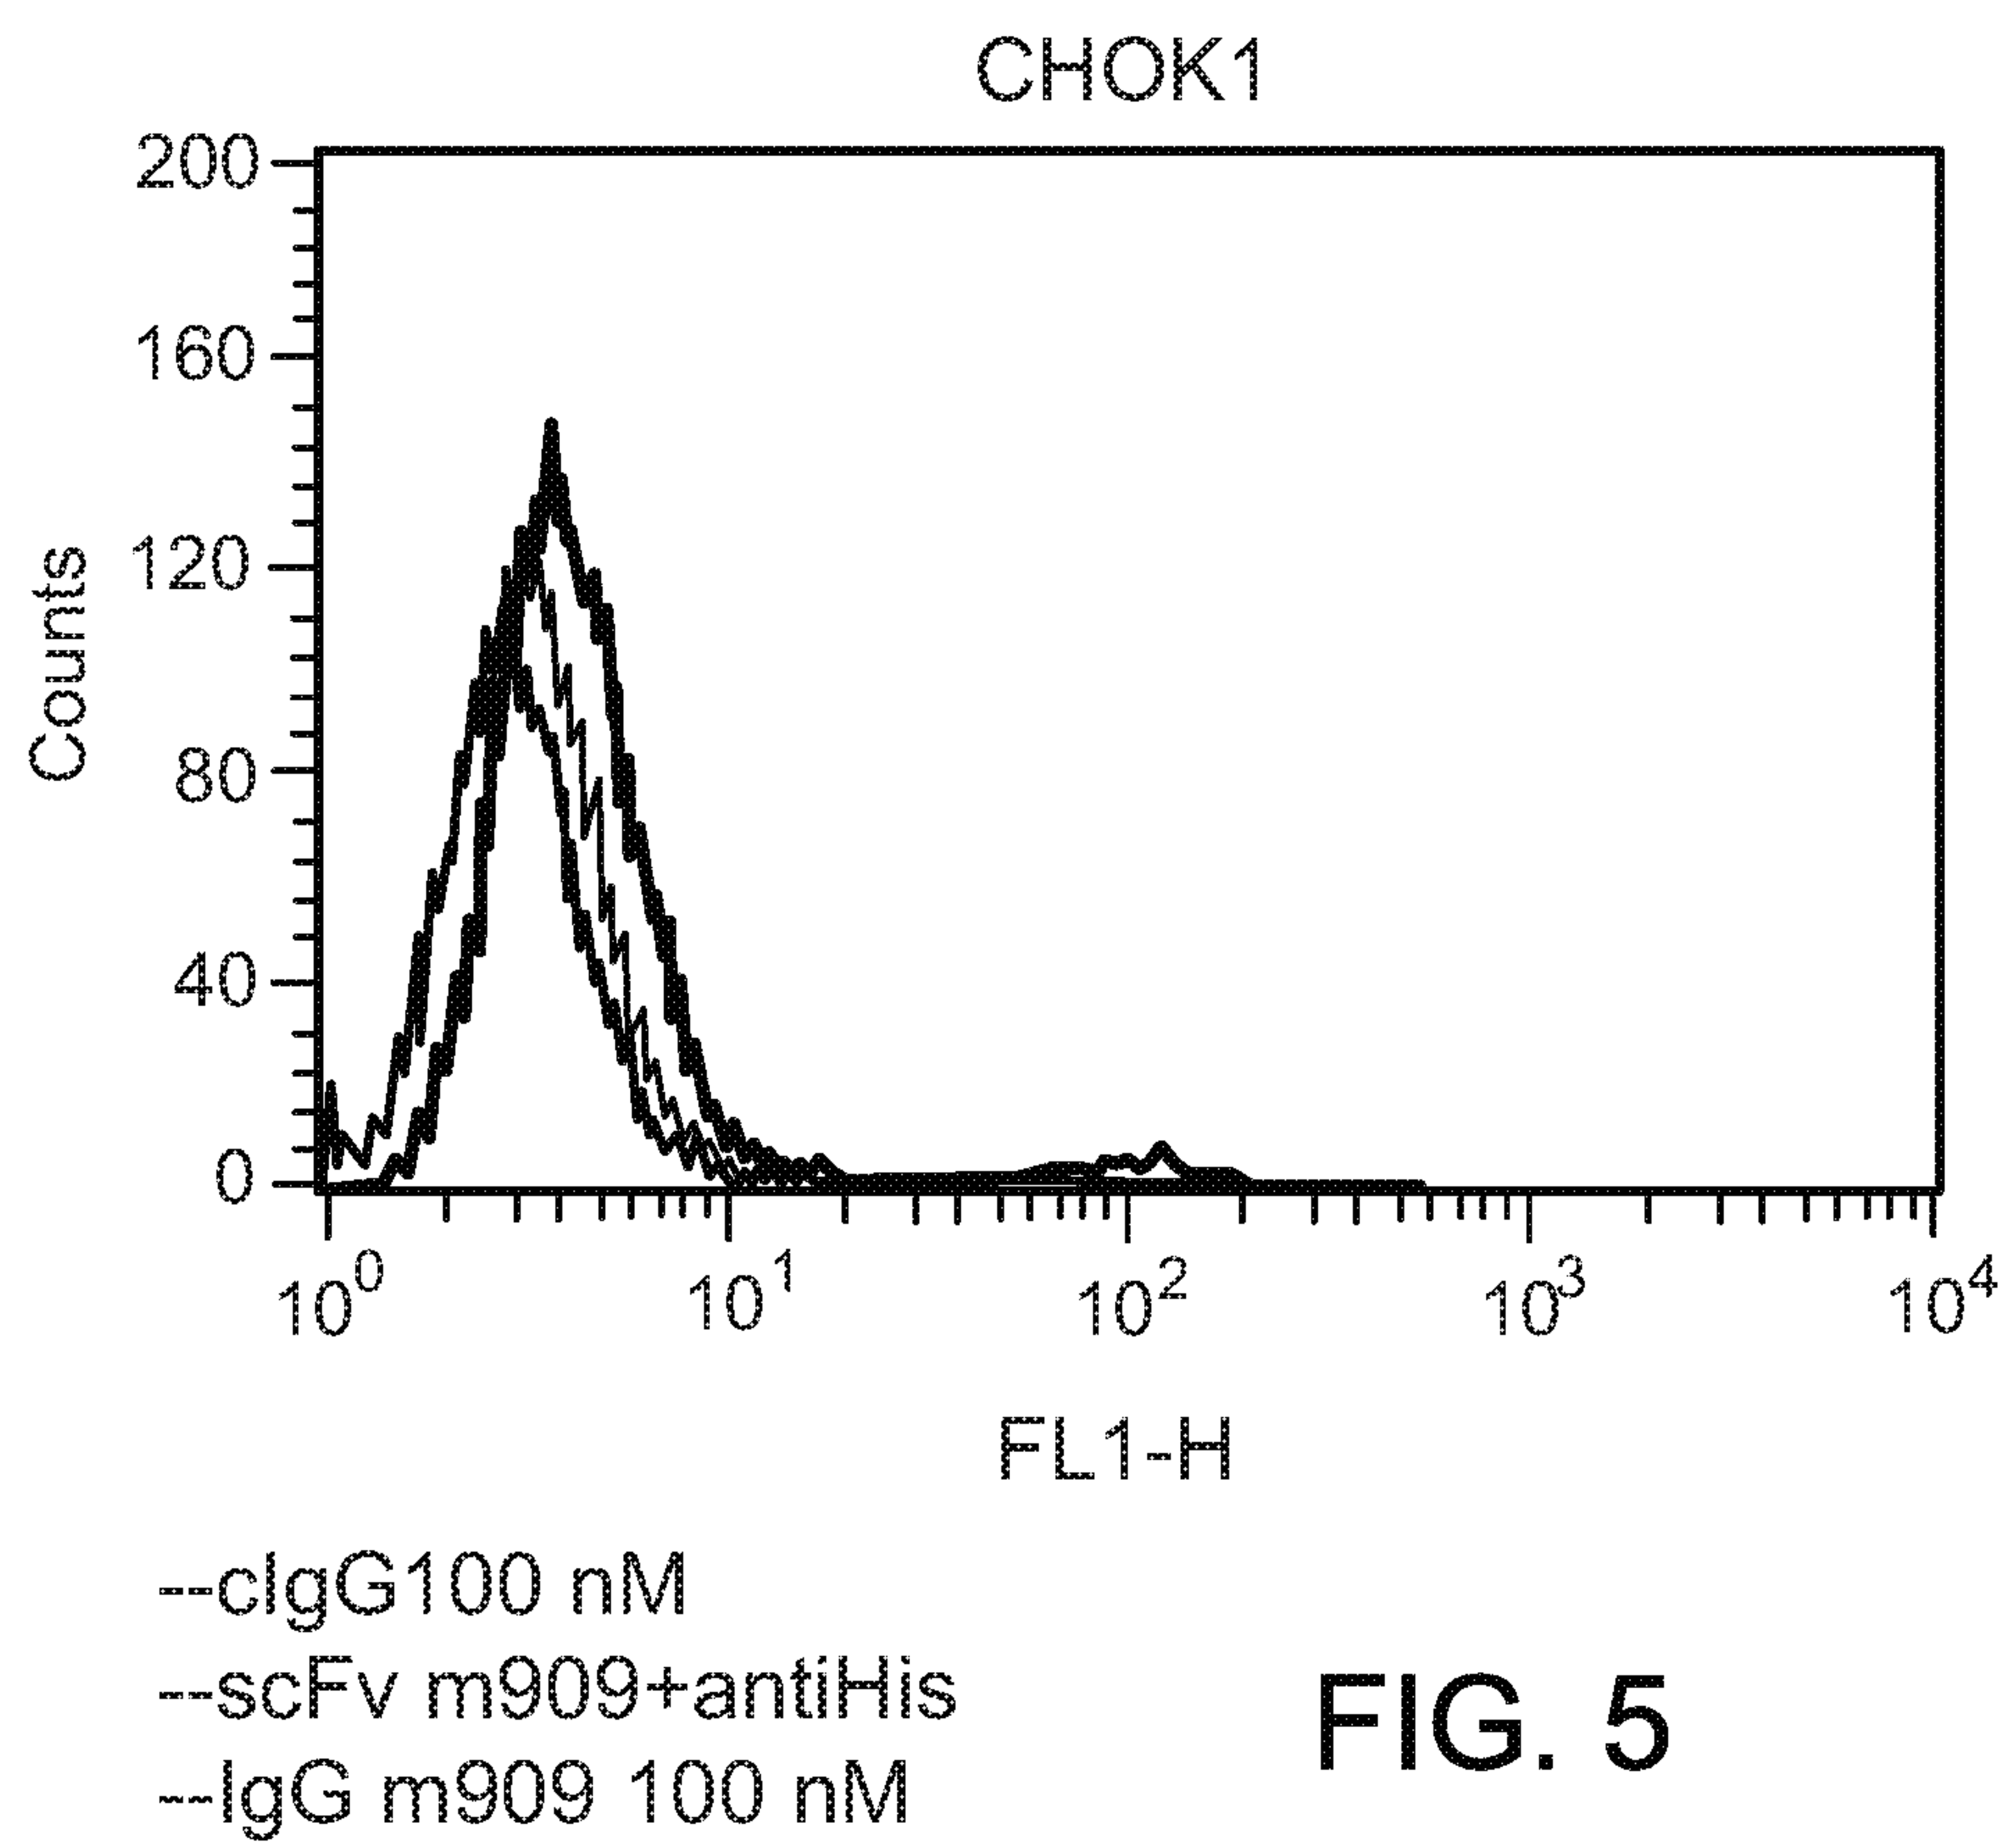 CHOK1
200
160
120
80
40
0
Counts
10^0 10^1 10^2 10^3 10^4
FL1-H
--cIgG100 nM
--scFv m909+antiHis
--IgG m909 100 nM
FIG. 5